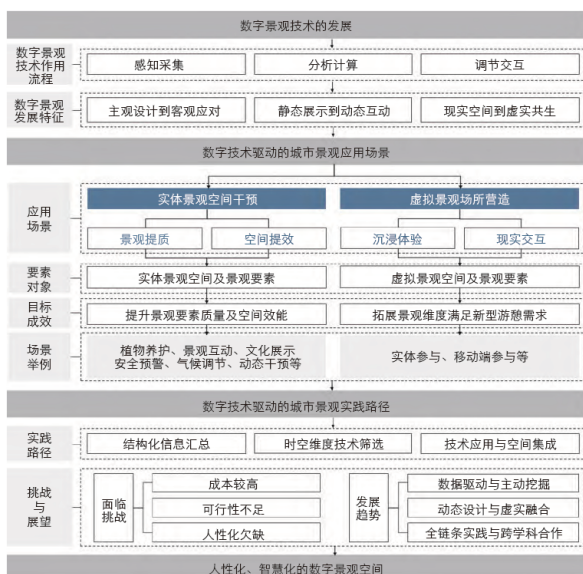 数字景观技术的发展
数字景观
技术作用
流程
感知采集
分析计算
调节交互
数字景观
发展特征
主观设计到客观应对
静态展示到动态互动
现实空间到虚实共生
数字技术驱动的城市景观应用场景
应用
场景
实体景观空间干预
虚拟景观场所营造
景观提质
空间提效
沉浸体验
现实交互
要素
对象
实体景观空间及景观要素
虚拟景观空间及景观要素
目标
成效
提升景观要素质量及空间效能
拓展景观维度满足新型游憩需求
场景
举例
植物养护、景观互动、文化展示
安全预警、气候调节、动态干预等
实体参与、移动端参与等
数字技术驱动的城市景观实践路径
实践
路径
结构化信息汇总
时空维度技术筛选
技术应用与空间集成
挑战
与
展望
面临
挑战
成本较高
可行性不足
人性化欠缺
发展
趋势
数据驱动与主动挖掘
动态设计与虚实融合
全链条实践与跨学科合作
人性化、智慧化的数字景观空间